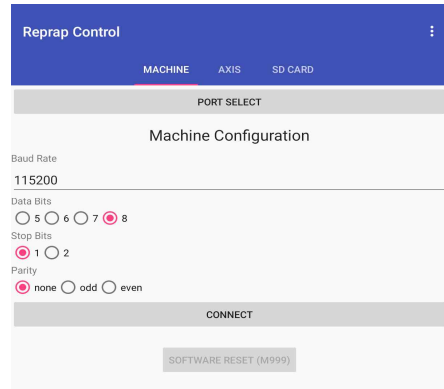 Reprap Control
MACHINE AXIS SD CARD
PORT SELECT
Machine Configuration
Baud Rate
115200
Data Bits
5 6 7 8
Stop Bits
1 2
Parity
none odd even
CONNECT
SOFTWARE RESET (M999)